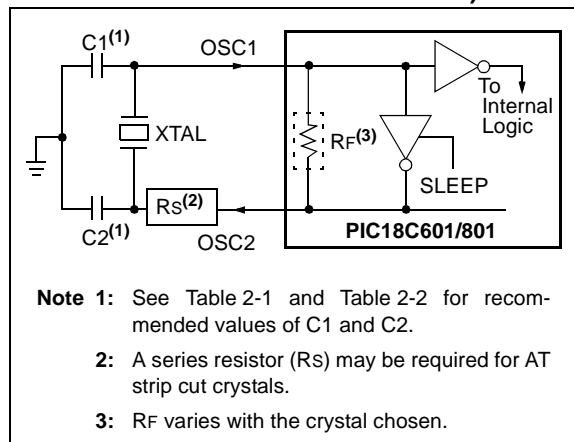 C1(1)
OSC1
To
Internal
Logic
XTAL
RF(3)
SLEEP
RS(2)
C2(1)
OSC2
PIC18C601/801
Note 1: See Table 2-1 and Table 2-2 for recom-
mended values of C1 and C2.
2: A series resistor (RS) may be required for AT
strip cut crystals.
3: RF varies with the crystal chosen.